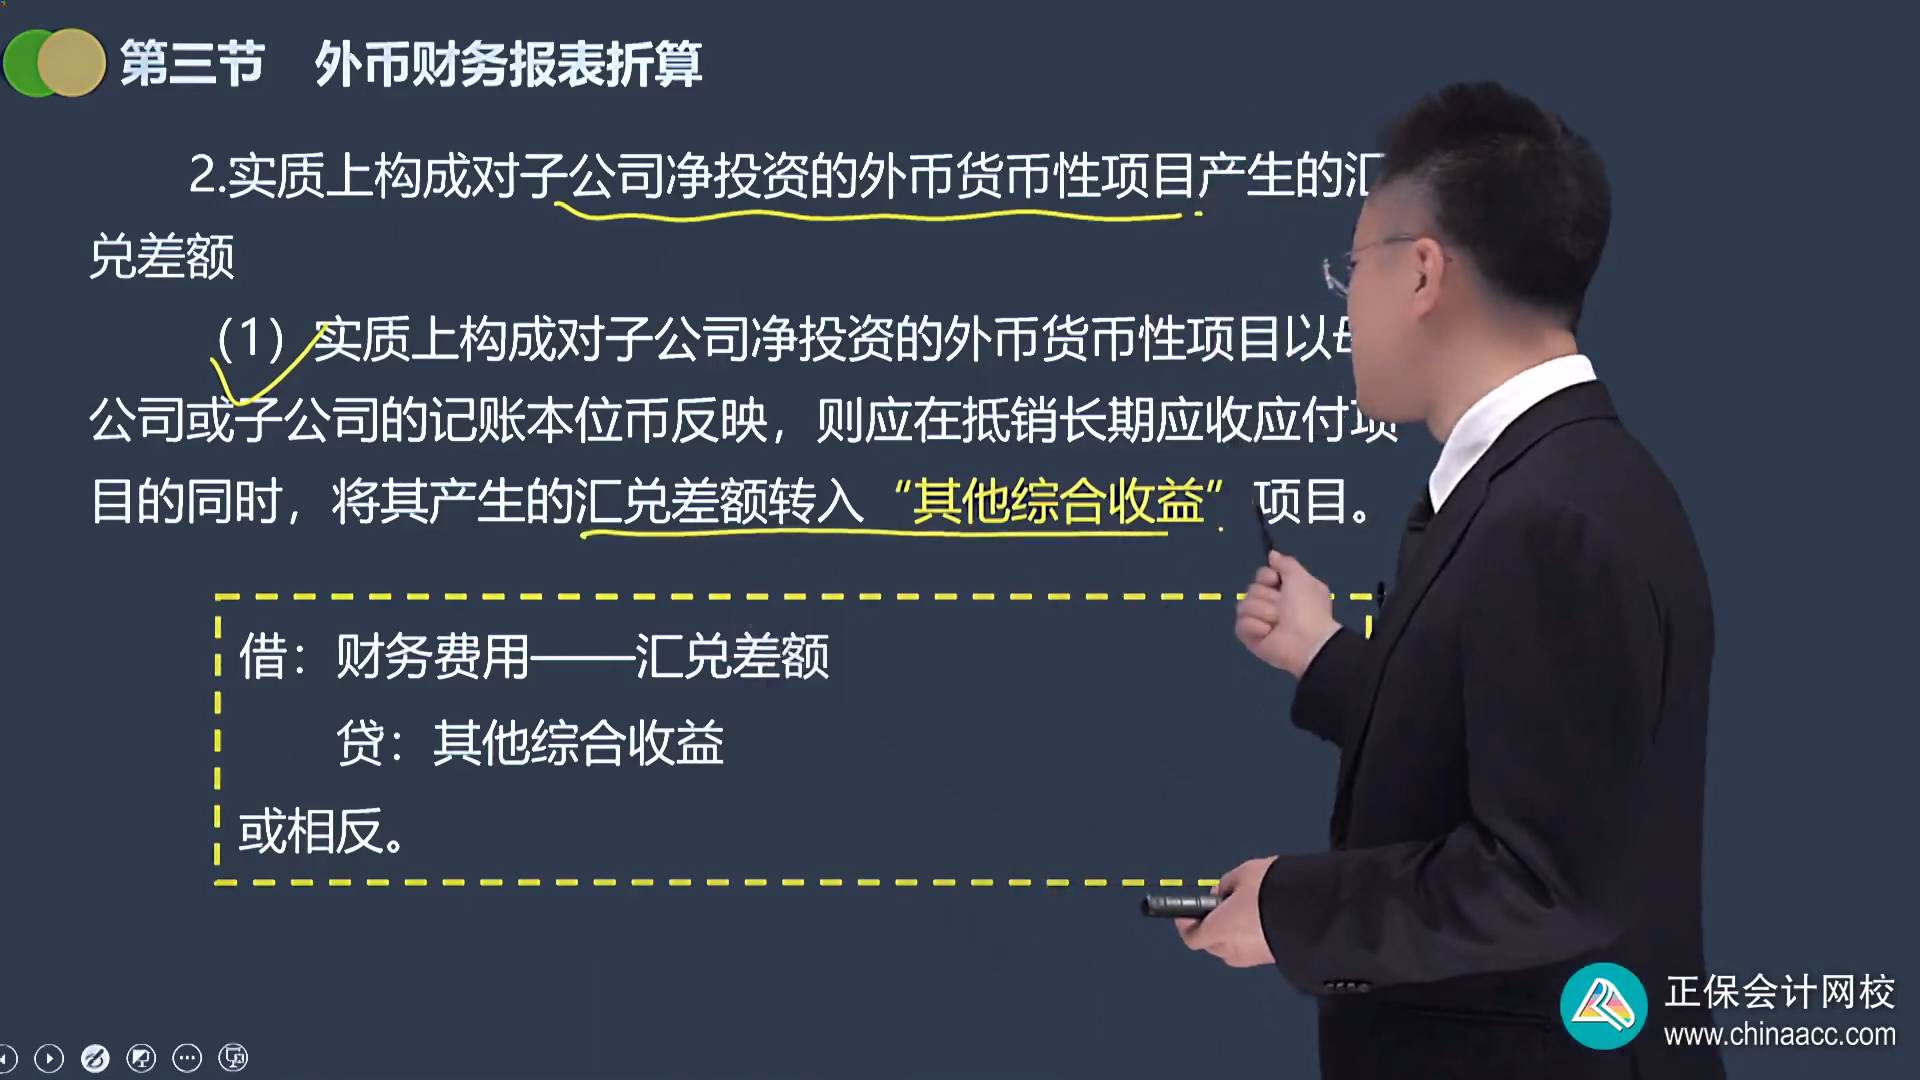 第三节 外币财务报表折算
2.实质上构成对子公司净投资的外币货币性项目产生的汇
兑差额
（1）实质上构成对子公司净投资的外币货币性项目以母
公司或子公司的记账本位币反映，则应在抵销长期应收应付项
目的同时，将其产生的汇兑差额转入“其他综合收益”项目。
借：财务费用——汇兑差额
贷：其他综合收益
或相反。
正保会计网校
www.chinaacc.com